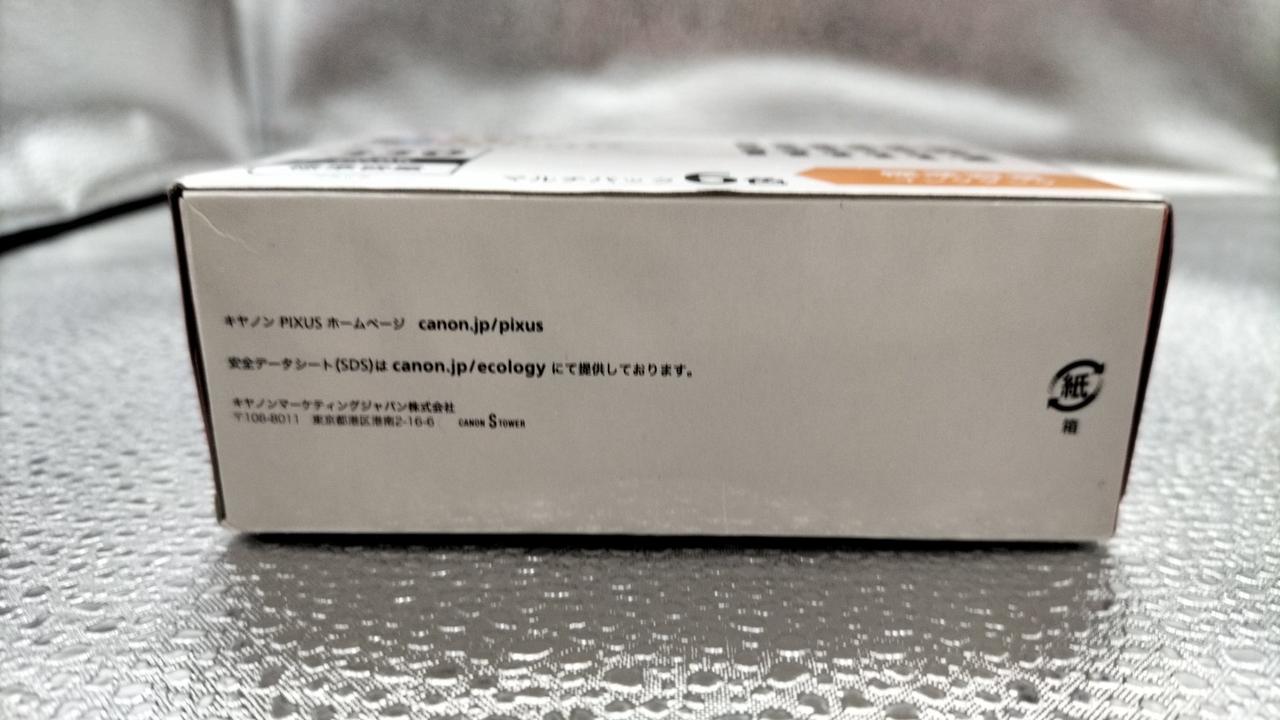 キヤノン PIXUS ホームページ canon.jp/pixus
安全データシート(SDS)は canon.jp/ecology にて提供しております。
キヤノンマーケティングジャパン株式会社
〒108-8011 東京都港区港南2-16-6 CANON S TOWER
紙
箱